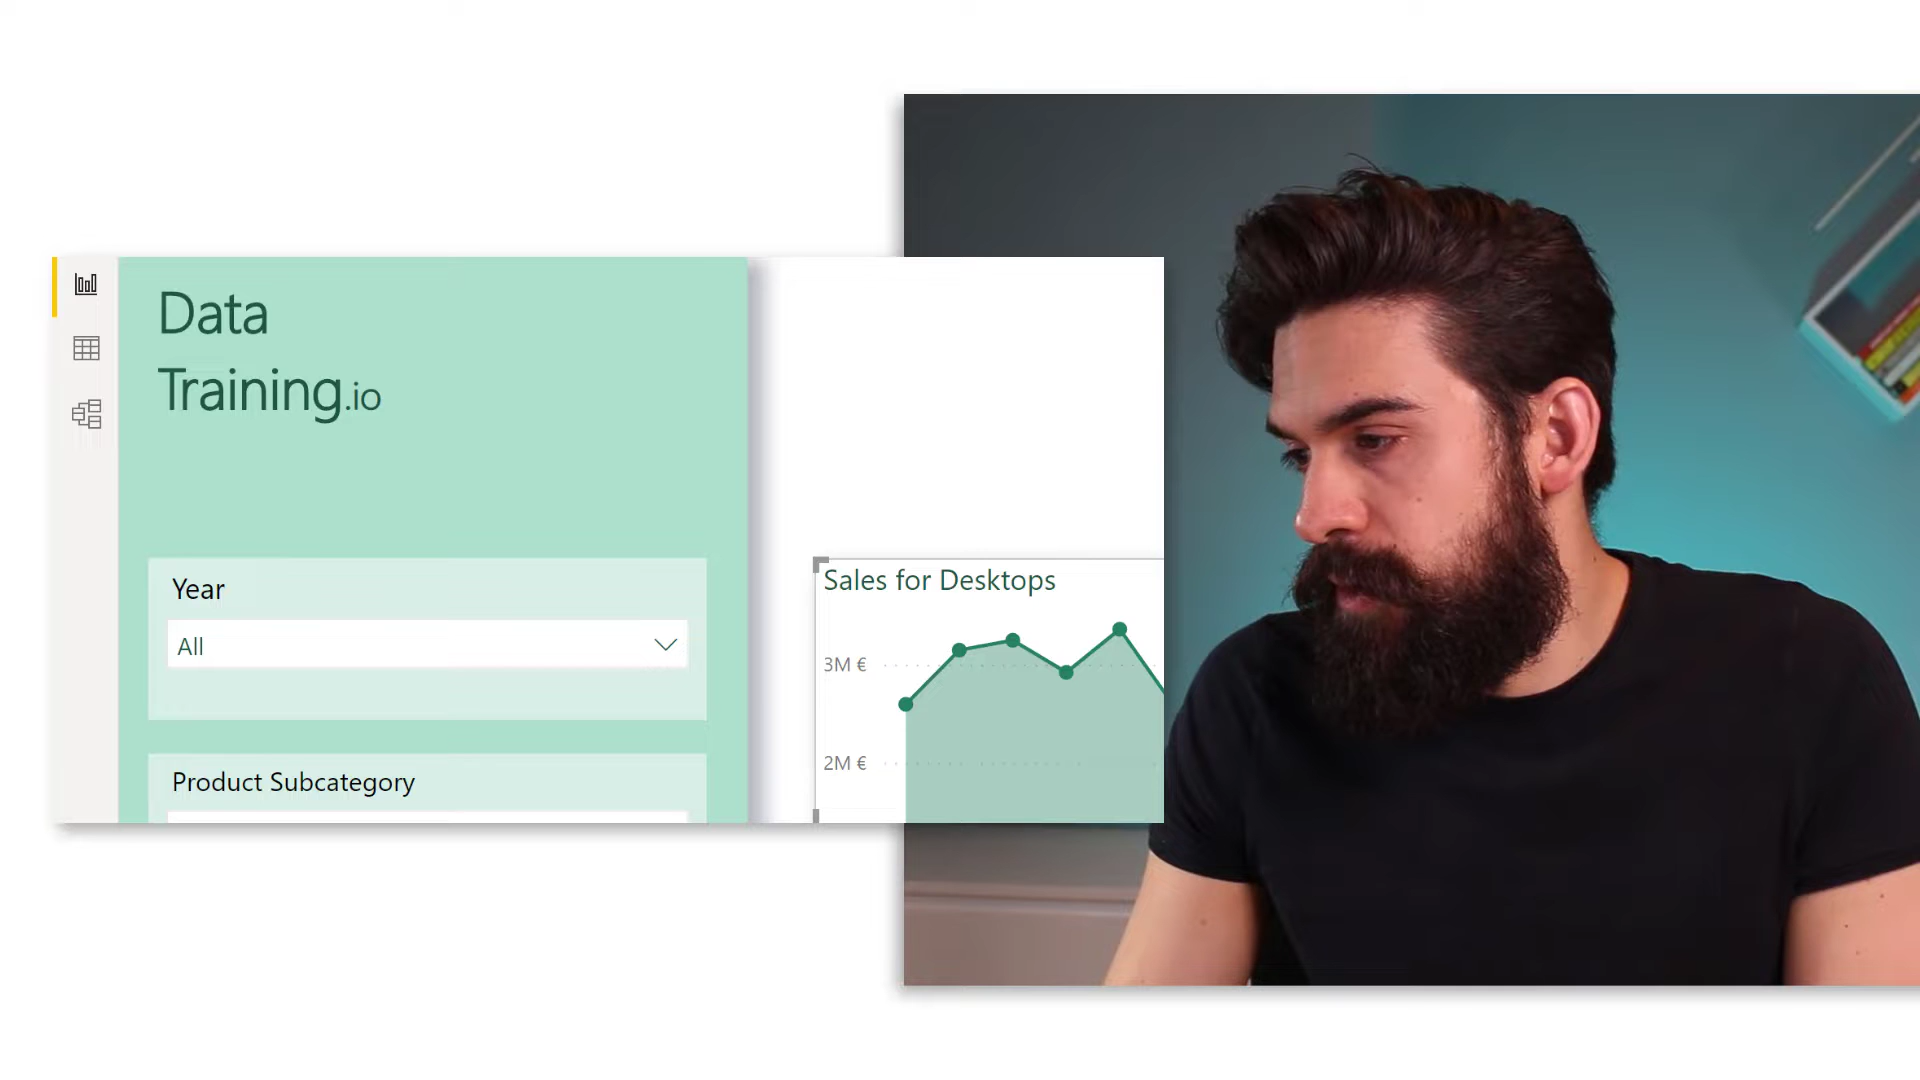 Data
Training.io
Year
All
Product Subcategory
Sales for Desktops
3M €
2M €